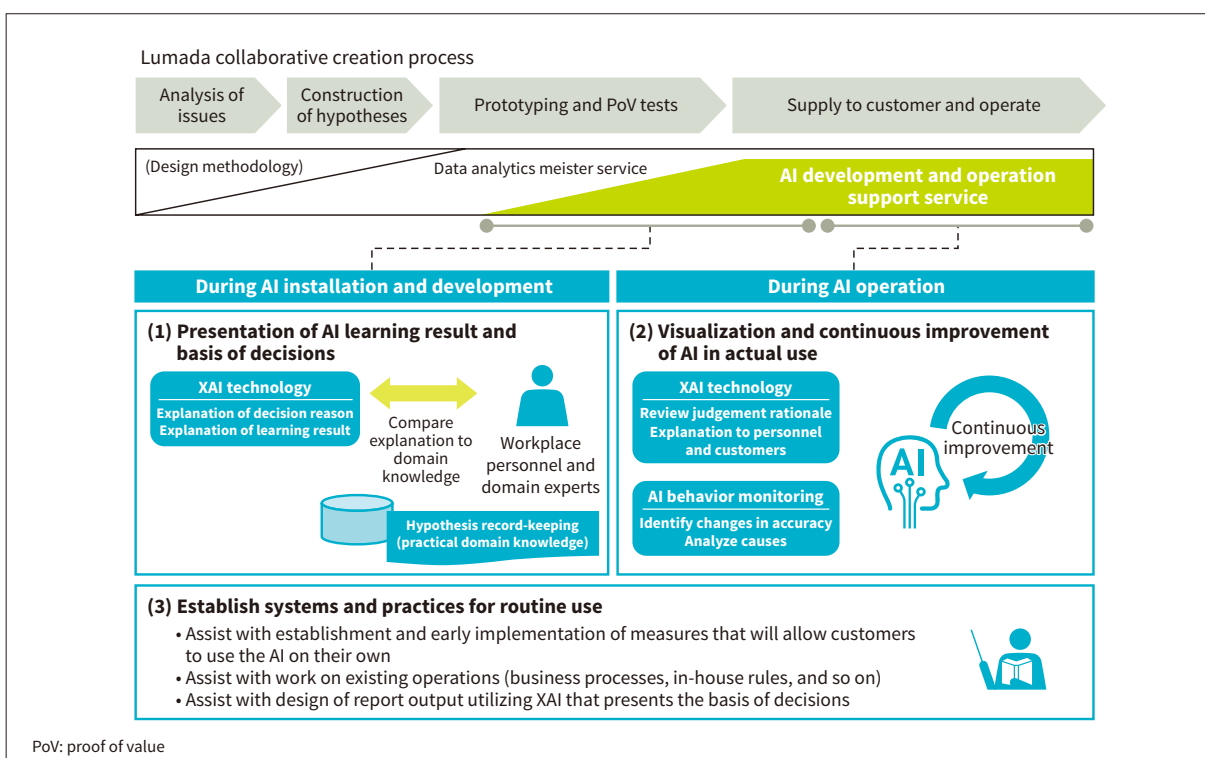 Lumada collaborative creation process
Analysis of
issues
Construction
of hypotheses
Prototyping and PoV tests
Supply to customer and operate
(Design methodology)
Data analytics meister service
AI development and operation
support service
During AI installation and development
During AI operation
(1) Presentation of AI learning result and
basis of decisions
XAI technology
Explanation of decision reason
Explanation of learning result
Compare
explanation to
domain
knowledge
Workplace
personnel and
domain experts
Hypothesis record-keeping
(practical domain knowledge)
(2) Visualization and continuous improvement
of AI in actual use
XAI technology
Review judgement rationale
Explanation to personnel
and customers
AI behavior monitoring
Identify changes in accuracy
Analyze causes
AI
Continuous
improvement
(3) Establish systems and practices for routine use
• Assist with establishment and early implementation of measures that will allow customers
to use the AI on their own
• Assist with work on existing operations (business processes, in-house rules, and so on)
• Assist with design of report output utilizing XAI that presents the basis of decisions
PoV: proof of value